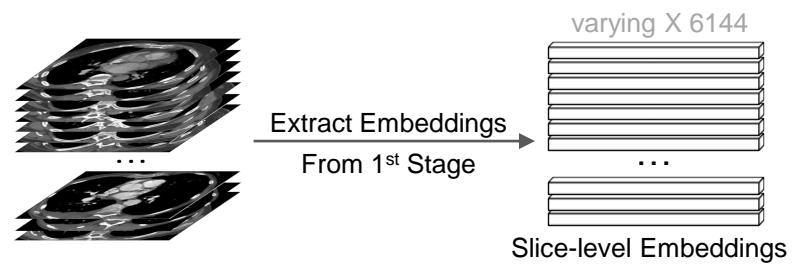 varying X 6144
Extract Embeddings
From 1st Stage
...
...
Slice-level Embeddings